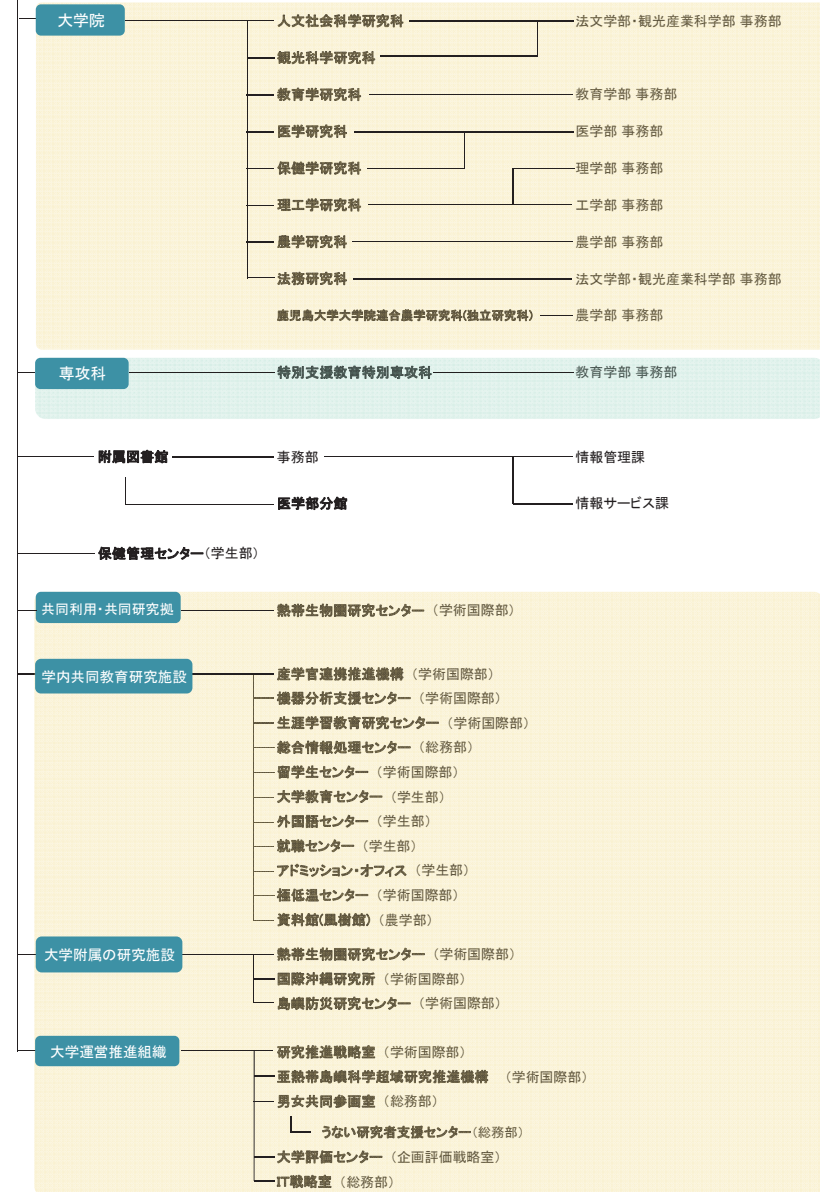 大学院
人文社会科学研究科 法文学部・観光産業科学部 事務部
観光科学研究科
教育学研究科 教育学部 事務部
医学研究科 医学部 事務部
保健学研究科 理学部 事務部
理工学研究科 工学部 事務部
農学研究科 農学部 事務部
法務研究科 法文学部・観光産業科学部 事務部
鹿児島大学大学院連合農学研究科(独立研究科) 農学部 事務部
専攻科 特別支援教育特別専攻科 教育学部 事務部
附属図書館 事務部 情報管理課
医学部分館 情報サービス課
保健管理センター(学生部)
共同利用・共同研究拠 熱帯生物圏研究センター（学術国際部）
学内共同教育研究施設 産学官連携推進機構（学術国際部）
機器分析支援センター（学術国際部）
生涯学習教育研究センター（学術国際部）
総合情報処理センター（総務部）
留学生センター（学術国際部）
大学教育センター（学生部）
外国語センター（学生部）
就職センター（学生部）
アドミッション・オフィス（学生部）
極低温センター（学術国際部）
資料館(風樹館)（農学部）
大学附属の研究施設 熱帯生物圏研究センター（学術国際部）
国際沖縄研究所（学術国際部）
島嶼防災研究センター（学術国際部）
大学運営推進組織 研究推進戦略室（学術国際部）
亜熱帯島嶼科学超域研究推進機構 （学術国際部）
男女共同参画室（総務部）
うない研究者支援センター(総務部）
大学評価センター（企画評価戦略室）
IT戦略室（総務部）